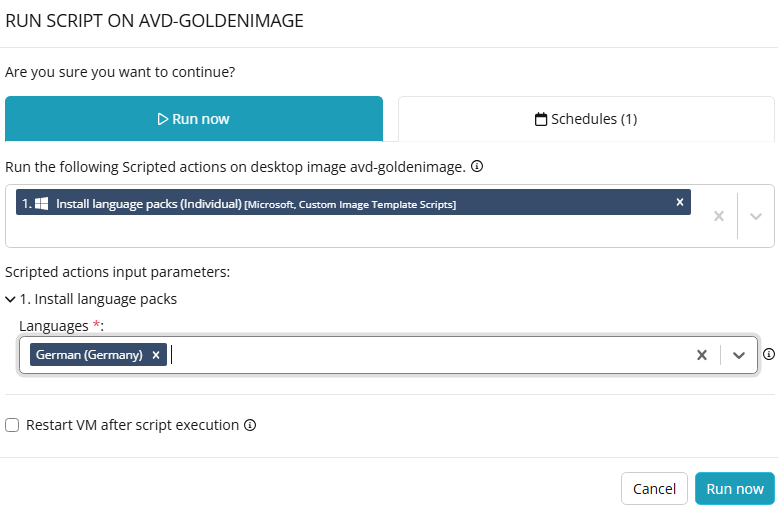 RUN SCRIPT ON AVD-GOLDENIMAGE
Are you sure you want to continue?
Run now
Schedules (1)
Run the following Scripted actions on desktop image avd-goldenimage.
1. Install language packs (Individual) [Microsoft, Custom Image Template Scripts]
Scripted actions input parameters:
1. Install language packs
Languages *:
German (Germany)
Restart VM after script execution
Cancel
Run now